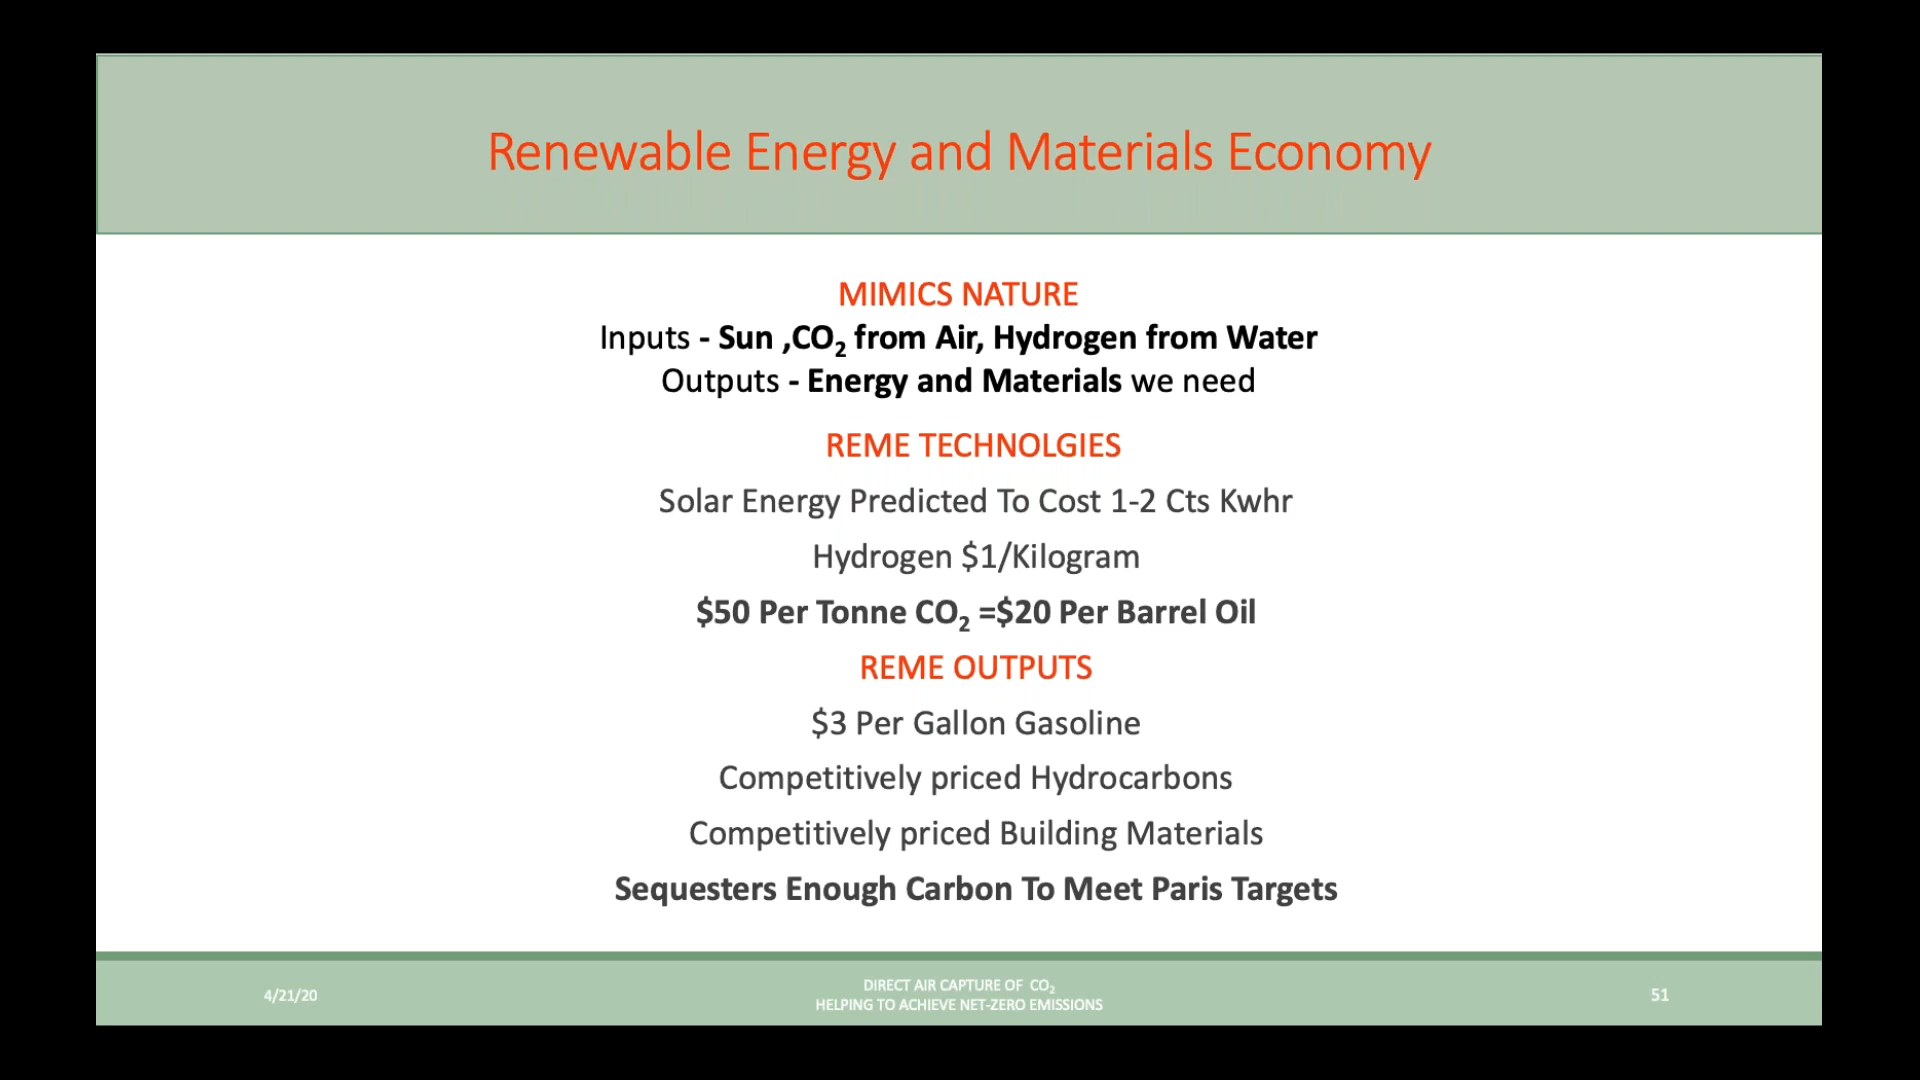 Renewable Energy and Materials Economy
MIMICS NATURE
Inputs - Sun ,CO₂ from Air, Hydrogen from Water
Outputs - Energy and Materials we need
REME TECHNOLGIES
Solar Energy Predicted To Cost 1-2 Cts Kwhr
Hydrogen $1/Kilogram
$50 Per Tonne CO₂ =$20 Per Barrel Oil
REME OUTPUTS
$3 Per Gallon Gasoline
Competitively priced Hydrocarbons
Competitively priced Building Materials
Sequesters Enough Carbon To Meet Paris Targets
4/21/20
DIRECT AIR CAPTURE OF CO₂
HELPING TO ACHIEVE NET-ZERO EMISSIONS
51